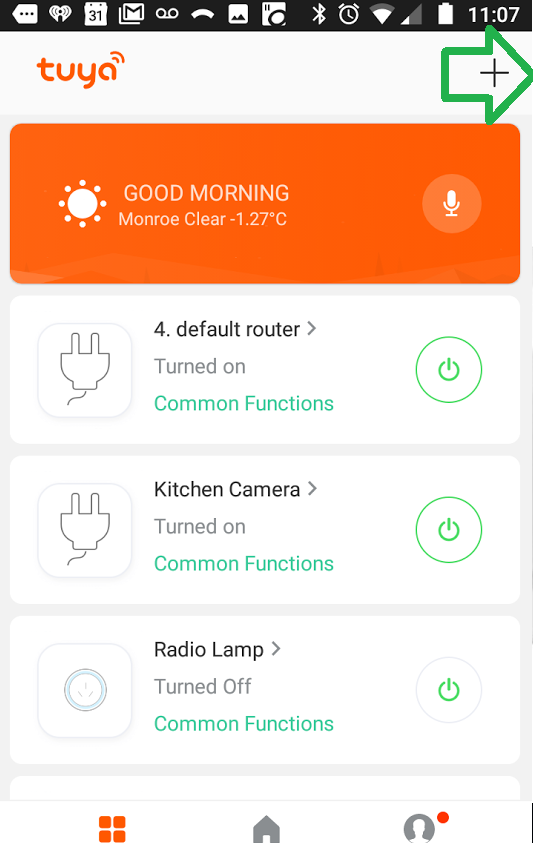 31
11:07
tuya
GOOD MORNING
Monroe Clear -1.27°C
4. default router >
Turned on
Common Functions
Kitchen Camera >
Turned on
Common Functions
Radio Lamp >
Turned Off
Common Functions